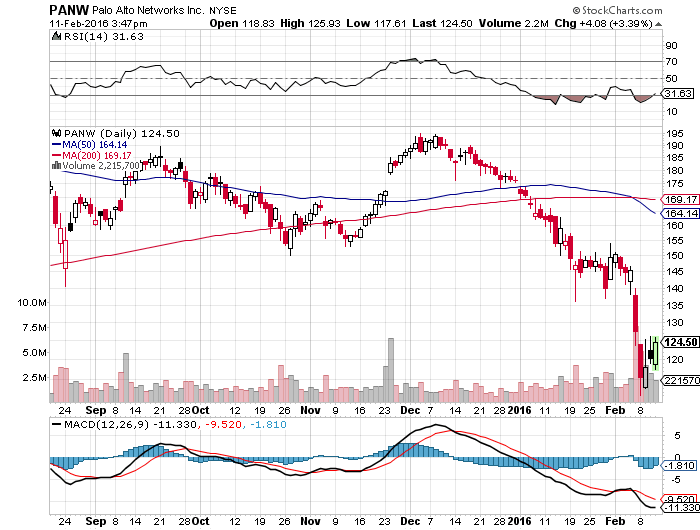 PANW Palo Alto Networks Inc. NYSE © StockCharts.com
11-Feb-2016 3:47pm Open 118.83 High 125.93 Low 117.61 Last 124.50 Volume 2.2M Chg +4.08 (+3.39%)
RSI(14) 31.63
90
70
50
31.63
10
PANW (Daily) 124.50
MA(50) 164.14
MA(200) 169.17
Volume 2,215,700
195
190
185
180
175
169.17
164.14
160
155
150
145
140
135
130
124.50
120
2215700
10.0M
7.5M
5.0M
2.5M
24 Sep 8 14 21 28 Oct 12 19 26 Nov 9 16 23 Dec 7 14 21 28 2016 11 19 25 Feb 8
MACD(12,26,9) -11.330, -9.520, -1.810
5
0
-1.810
-5
-9.520
-11.330
24 Sep 8 14 21 28 Oct 12 19 26 Nov 9 16 23 Dec 7 14 21 28 2016 11 19 25 Feb 8